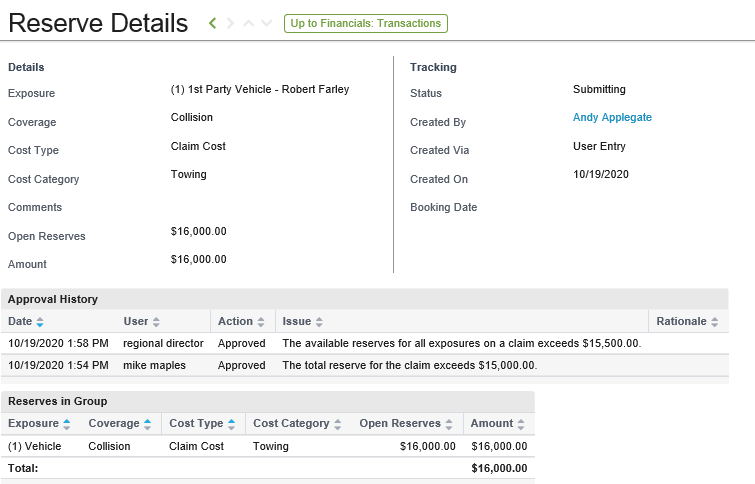 Reserve Details
Up to Financials: Transactions
Details
Exposure (1) 1st Party Vehicle - Robert Farley
Coverage Collision
Cost Type Claim Cost
Cost Category Towing
Comments
Open Reserves $16,000.00
Amount $16,000.00
Tracking
Status Submitting
Created By Andy Applegate
Created Via User Entry
Created On 10/19/2020
Booking Date
Approval History
Date User Action Issue Rationale
10/19/2020 1:58 PM regional director Approved The available reserves for all exposures on a claim exceeds $15,500.00.
10/19/2020 1:54 PM mike maples Approved The total reserve for the claim exceeds $15,000.00.
Reserves in Group
Exposure Coverage Cost Type Cost Category Open Reserves Amount
(1) Vehicle Collision Claim Cost Towing $16,000.00 $16,000.00
Total: $16,000.00